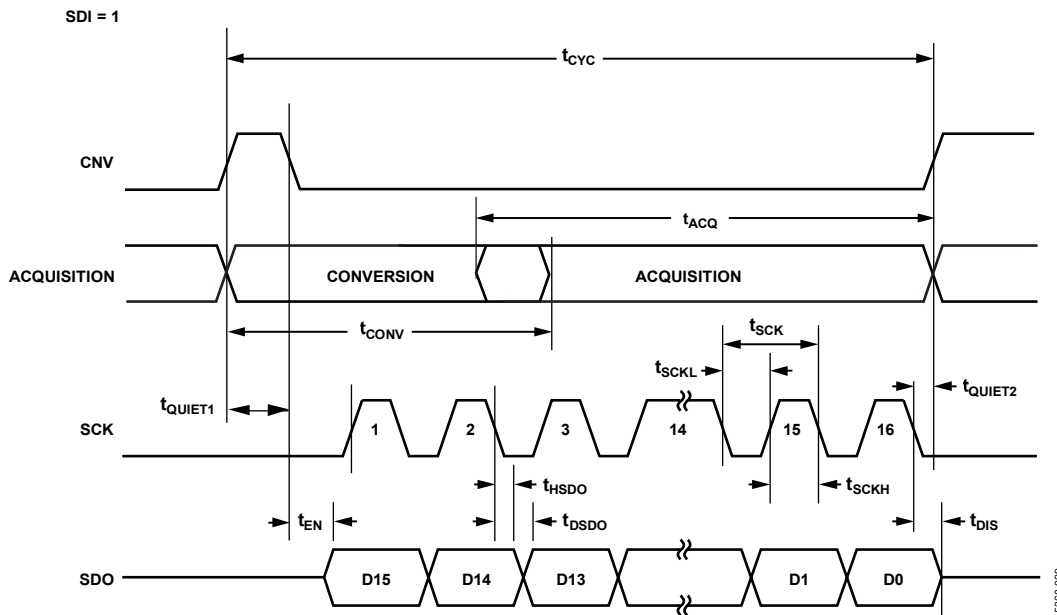 SDI = 1
tCYC
CNV
tACQ
ACQUISITION
CONVERSION
ACQUISITION
tCONV
tSCK
tSCKL
tQUIET1
tQUIET2
SCK
1
2
3
14
15
16
tHSDO
tSCKH
tEN
tDSDO
tDIS
SDO
D15
D14
D13
D1
D0